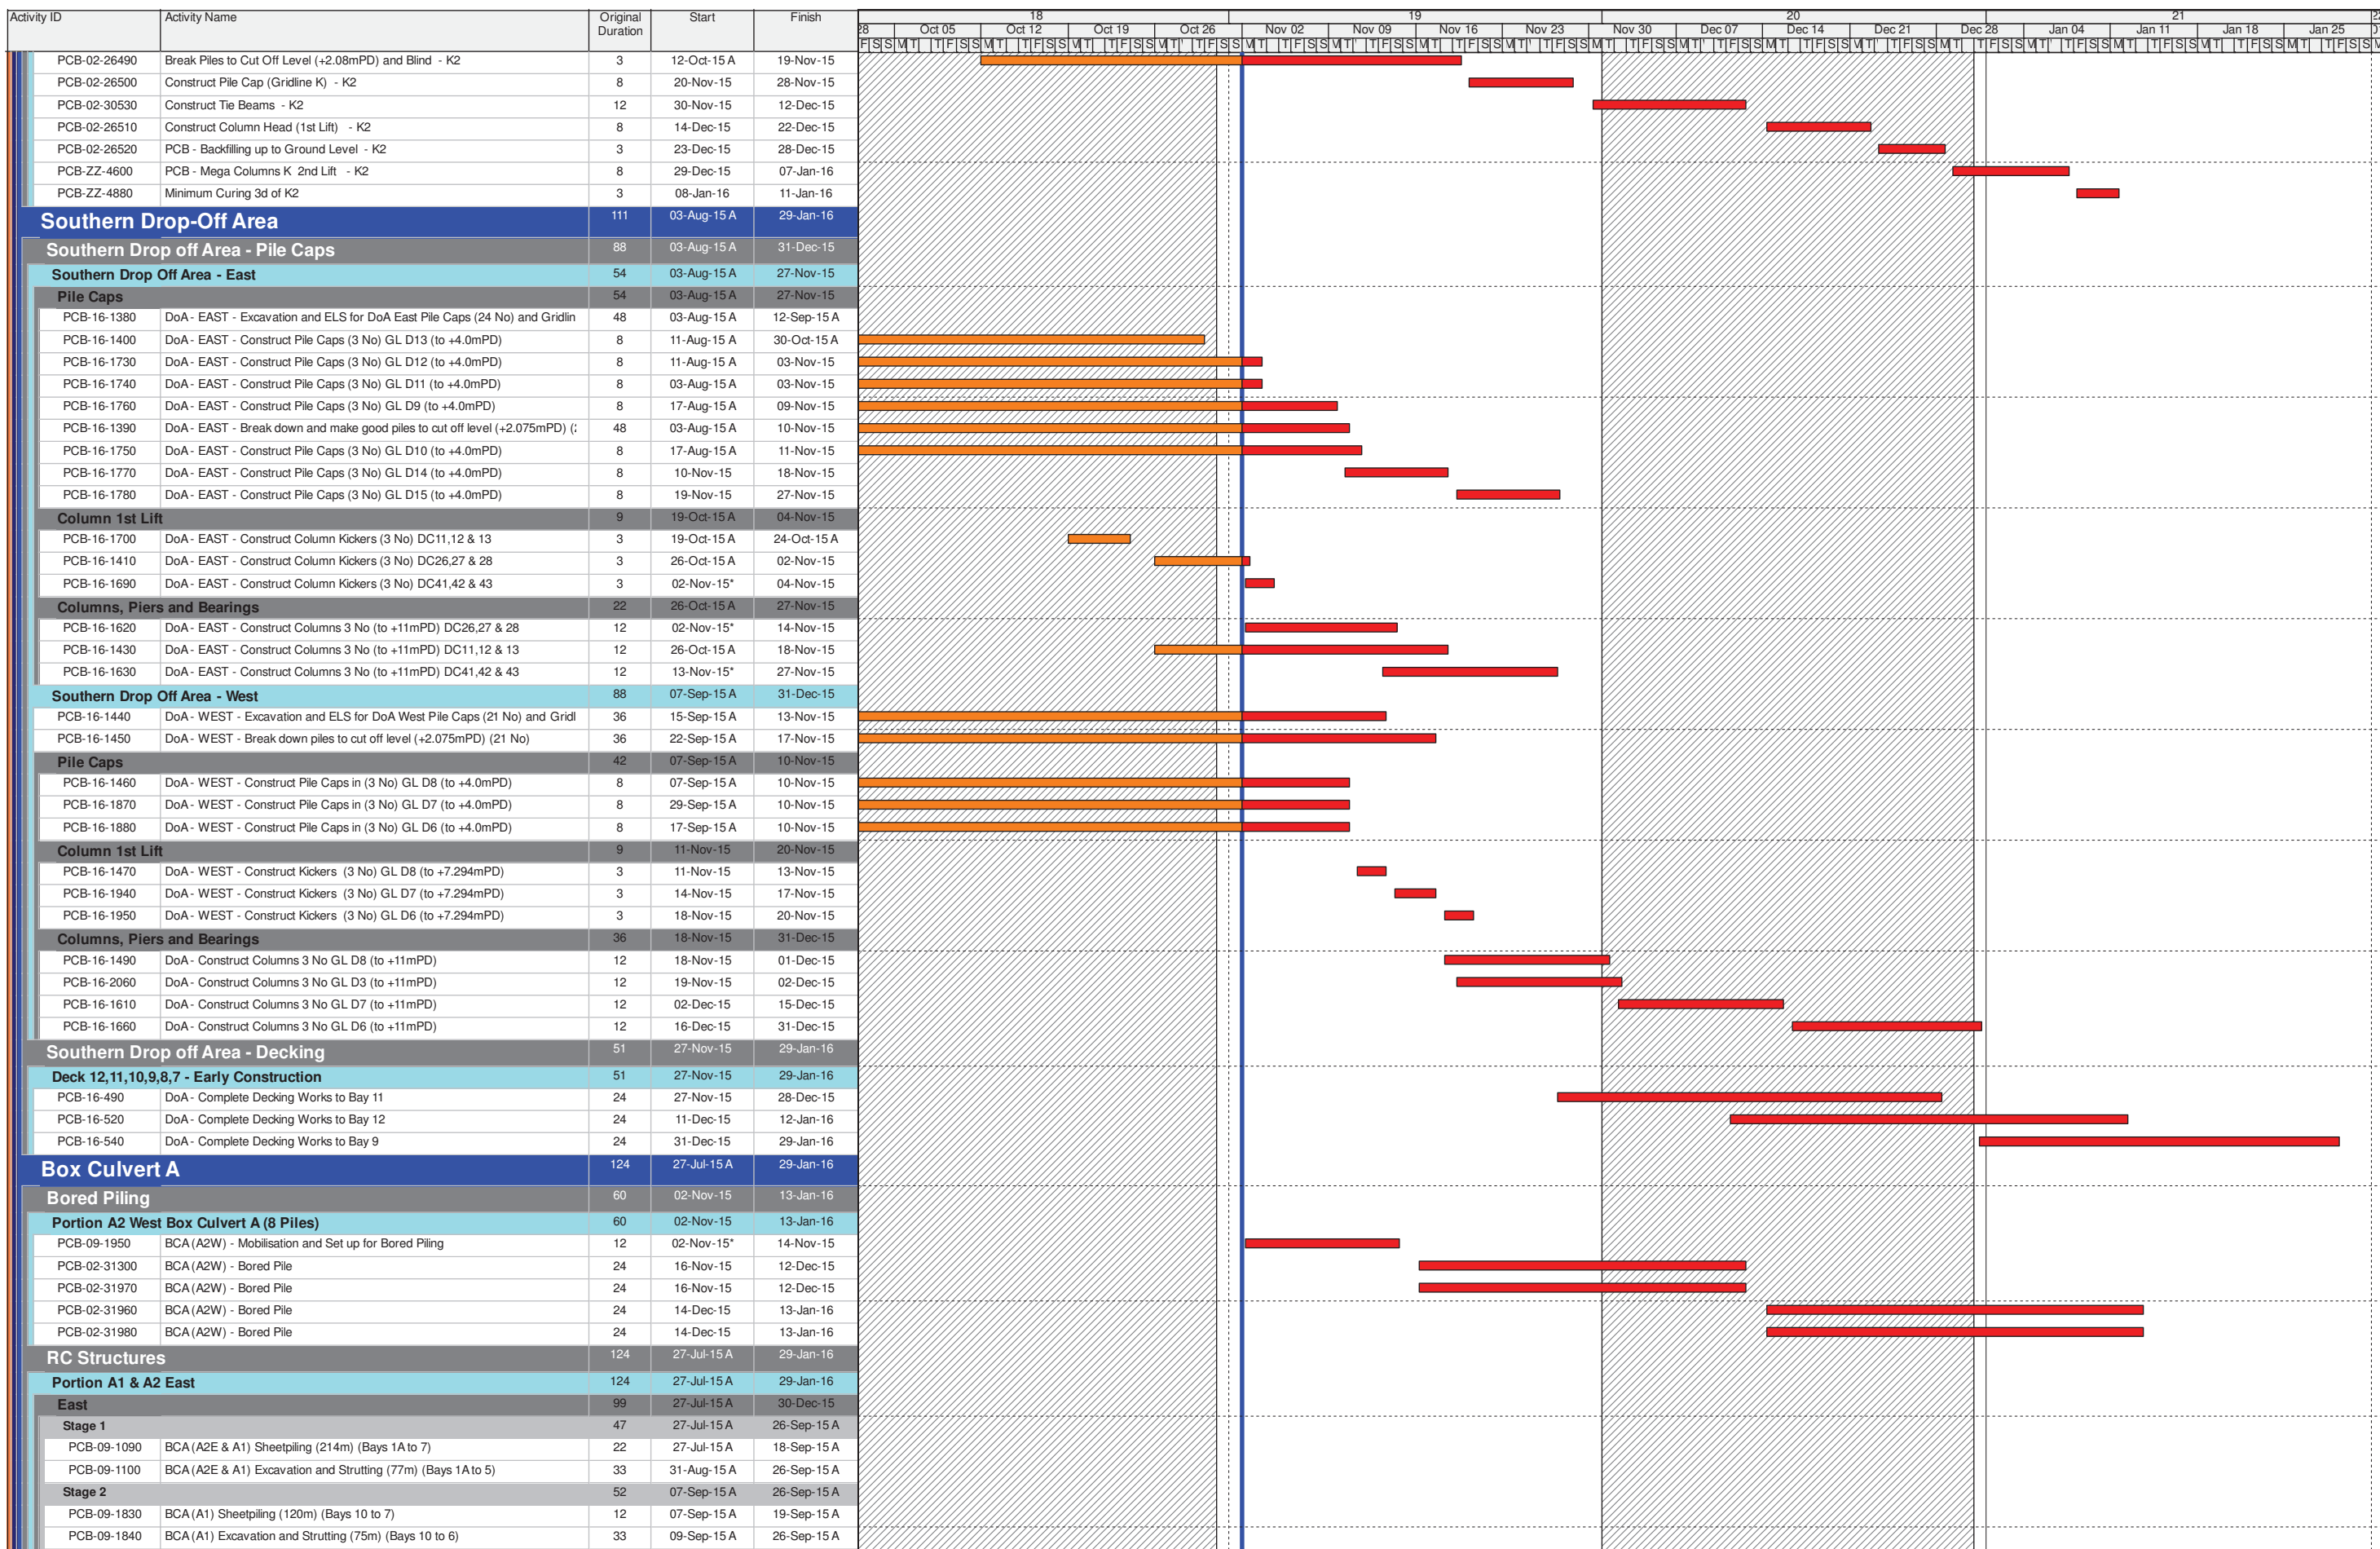 Activity ID Activity Name Original Duration Start Finish
18 19 20 21
28 Oct 05 Oct 12 Oct 19 Oct 26 Nov 02 Nov 09 Nov 16 Nov 23 Nov 30 Dec 07 Dec 14 Dec 21 Dec 28 Jan 04 Jan 11 Jan 18 Jan 25
PCB-02-26490 Break Piles to Cut Off Level (+2.08mPD) and Blind - K2 3 12-Oct-15 A 19-Nov-15
PCB-02-26500 Construct Pile Cap (Gridline K) - K2 8 20-Nov-15 28-Nov-15
PCB-02-30530 Construct Tie Beams - K2 12 30-Nov-15 12-Dec-15
PCB-02-26510 Construct Column Head (1st Lift) - K2 8 14-Dec-15 22-Dec-15
PCB-02-26520 PCB - Backfilling up to Ground Level - K2 3 23-Dec-15 28-Dec-15
PCB-ZZ-4600 PCB - Mega Columns K 2nd Lift - K2 8 29-Dec-15 07-Jan-16
PCB-ZZ-4880 Minimum Curing 3d of K2 3 08-Jan-16 11-Jan-16
Southern Drop-Off Area 111 03-Aug-15 A 29-Jan-16
Southern Drop off Area - Pile Caps 88 03-Aug-15 A 31-Dec-15
Southern Drop Off Area - East 54 03-Aug-15 A 27-Nov-15
Pile Caps 54 03-Aug-15 A 27-Nov-15
PCB-16-1380 DoA - EAST - Excavation and ELS for DoA East Pile Caps (24 No) and Gridlin 48 03-Aug-15 A 12-Sep-15 A
PCB-16-1400 DoA - EAST - Construct Pile Caps (3 No) GL D13 (to +4.0mPD) 8 11-Aug-15 A 30-Oct-15 A
PCB-16-1730 DoA - EAST - Construct Pile Caps (3 No) GL D12 (to +4.0mPD) 8 11-Aug-15 A 03-Nov-15
PCB-16-1740 DoA - EAST - Construct Pile Caps (3 No) GL D11 (to +4.0mPD) 8 03-Aug-15 A 03-Nov-15
PCB-16-1760 DoA - EAST - Construct Pile Caps (3 No) GL D9 (to +4.0mPD) 8 17-Aug-15 A 09-Nov-15
PCB-16-1390 DoA - EAST - Break down and make good piles to cut off level (+2.075mPD) (2 48 03-Aug-15 A 10-Nov-15
PCB-16-1750 DoA - EAST - Construct Pile Caps (3 No) GL D10 (to +4.0mPD) 8 17-Aug-15 A 11-Nov-15
PCB-16-1770 DoA - EAST - Construct Pile Caps (3 No) GL D14 (to +4.0mPD) 8 10-Nov-15 18-Nov-15
PCB-16-1780 DoA - EAST - Construct Pile Caps (3 No) GL D15 (to +4.0mPD) 8 19-Nov-15 27-Nov-15
Column 1st Lift 9 19-Oct-15 A 04-Nov-15
PCB-16-1700 DoA - EAST - Construct Column Kickers (3 No) DC11,12 & 13 3 19-Oct-15 A 24-Oct-15 A
PCB-16-1410 DoA - EAST - Construct Column Kickers (3 No) DC26,27 & 28 3 26-Oct-15 A 02-Nov-15
PCB-16-1690 DoA - EAST - Construct Column Kickers (3 No) DC41,42 & 43 3 02-Nov-15* 04-Nov-15
Columns, Piers and Bearings 22 26-Oct-15 A 27-Nov-15
PCB-16-1620 DoA - EAST - Construct Columns 3 No (to +11mPD) DC26,27 & 28 12 02-Nov-15* 14-Nov-15
PCB-16-1430 DoA - EAST - Construct Columns 3 No (to +11mPD) DC11,12 & 13 12 26-Oct-15 A 18-Nov-15
PCB-16-1630 DoA - EAST - Construct Columns 3 No (to +11mPD) DC41,42 & 43 12 13-Nov-15* 27-Nov-15
Southern Drop Off Area - West 88 07-Sep-15 A 31-Dec-15
PCB-16-1440 DoA - WEST - Excavation and ELS for DoA West Pile Caps (21 No) and Gridl 36 15-Sep-15 A 13-Nov-15
PCB-16-1450 DoA - WEST - Break down piles to cut off level (+2.075mPD) (21 No) 36 22-Sep-15 A 17-Nov-15
Pile Caps 42 07-Sep-15 A 10-Nov-15
PCB-16-1460 DoA - WEST - Construct Pile Caps in (3 No) GL D8 (to +4.0mPD) 8 07-Sep-15 A 10-Nov-15
PCB-16-1870 DoA - WEST - Construct Pile Caps in (3 No) GL D7 (to +4.0mPD) 8 29-Sep-15 A 10-Nov-15
PCB-16-1880 DoA - WEST - Construct Pile Caps in (3 No) GL D6 (to +4.0mPD) 8 17-Sep-15 A 10-Nov-15
Column 1st Lift 9 11-Nov-15 20-Nov-15
PCB-16-1470 DoA - WEST - Construct Kickers (3 No) GL D8 (to +7.294mPD) 3 11-Nov-15 13-Nov-15
PCB-16-1940 DoA - WEST - Construct Kickers (3 No) GL D7 (to +7.294mPD) 3 14-Nov-15 17-Nov-15
PCB-16-1950 DoA - WEST - Construct Kickers (3 No) GL D6 (to +7.294mPD) 3 18-Nov-15 20-Nov-15
Columns, Piers and Bearings 36 18-Nov-15 31-Dec-15
PCB-16-1490 DoA - Construct Columns 3 No GL D8 (to +11mPD) 12 18-Nov-15 01-Dec-15
PCB-16-2060 DoA - Construct Columns 3 No GL D3 (to +11mPD) 12 19-Nov-15 02-Dec-15
PCB-16-1610 DoA - Construct Columns 3 No GL D7 (to +11mPD) 12 02-Dec-15 15-Dec-15
PCB-16-1660 DoA - Construct Columns 3 No GL D6 (to +11mPD) 12 16-Dec-15 31-Dec-15
Southern Drop off Area - Decking 51 27-Nov-15 29-Jan-16
Deck 12,11,10,9,8,7 - Early Construction 51 27-Nov-15 29-Jan-16
PCB-16-490 DoA - Complete Decking Works to Bay 11 24 27-Nov-15 28-Dec-15
PCB-16-520 DoA - Complete Decking Works to Bay 12 24 11-Dec-15 12-Jan-16
PCB-16-540 DoA - Complete Decking Works to Bay 9 24 31-Dec-15 29-Jan-16
Box Culvert A 124 27-Jul-15 A 29-Jan-16
Bored Piling 60 02-Nov-15 13-Jan-16
Portion A2 West Box Culvert A (8 Piles) 60 02-Nov-15 13-Jan-16
PCB-09-1950 BCA (A2W) - Mobilisation and Set up for Bored Piling 12 02-Nov-15* 14-Nov-15
PCB-02-31300 BCA (A2W) - Bored Pile 24 16-Nov-15 12-Dec-15
PCB-02-31970 BCA (A2W) - Bored Pile 24 16-Nov-15 12-Dec-15
PCB-02-31960 BCA (A2W) - Bored Pile 24 14-Dec-15 13-Jan-16
PCB-02-31980 BCA (A2W) - Bored Pile 24 14-Dec-15 13-Jan-16
RC Structures 124 27-Jul-15 A 29-Jan-16
Portion A1 & A2 East 124 27-Jul-15 A 29-Jan-16
East 99 27-Jul-15 A 30-Dec-15
Stage 1 47 27-Jul-15 A 26-Sep-15 A
PCB-09-1090 BCA (A2E & A1) Sheetpiling (214m) (Bays 1A to 7) 22 27-Jul-15 A 18-Sep-15 A
PCB-09-1100 BCA (A2E & A1) Excavation and Strutting (77m) (Bays 1A to 5) 33 31-Aug-15 A 26-Sep-15 A
Stage 2 52 07-Sep-15 A 26-Sep-15 A
PCB-09-1830 BCA (A1) Sheetpiling (120m) (Bays 10 to 7) 12 07-Sep-15 A 19-Sep-15 A
PCB-09-1840 BCA (A1) Excavation and Strutting (75m) (Bays 10 to 6) 33 09-Sep-15 A 26-Sep-15 A